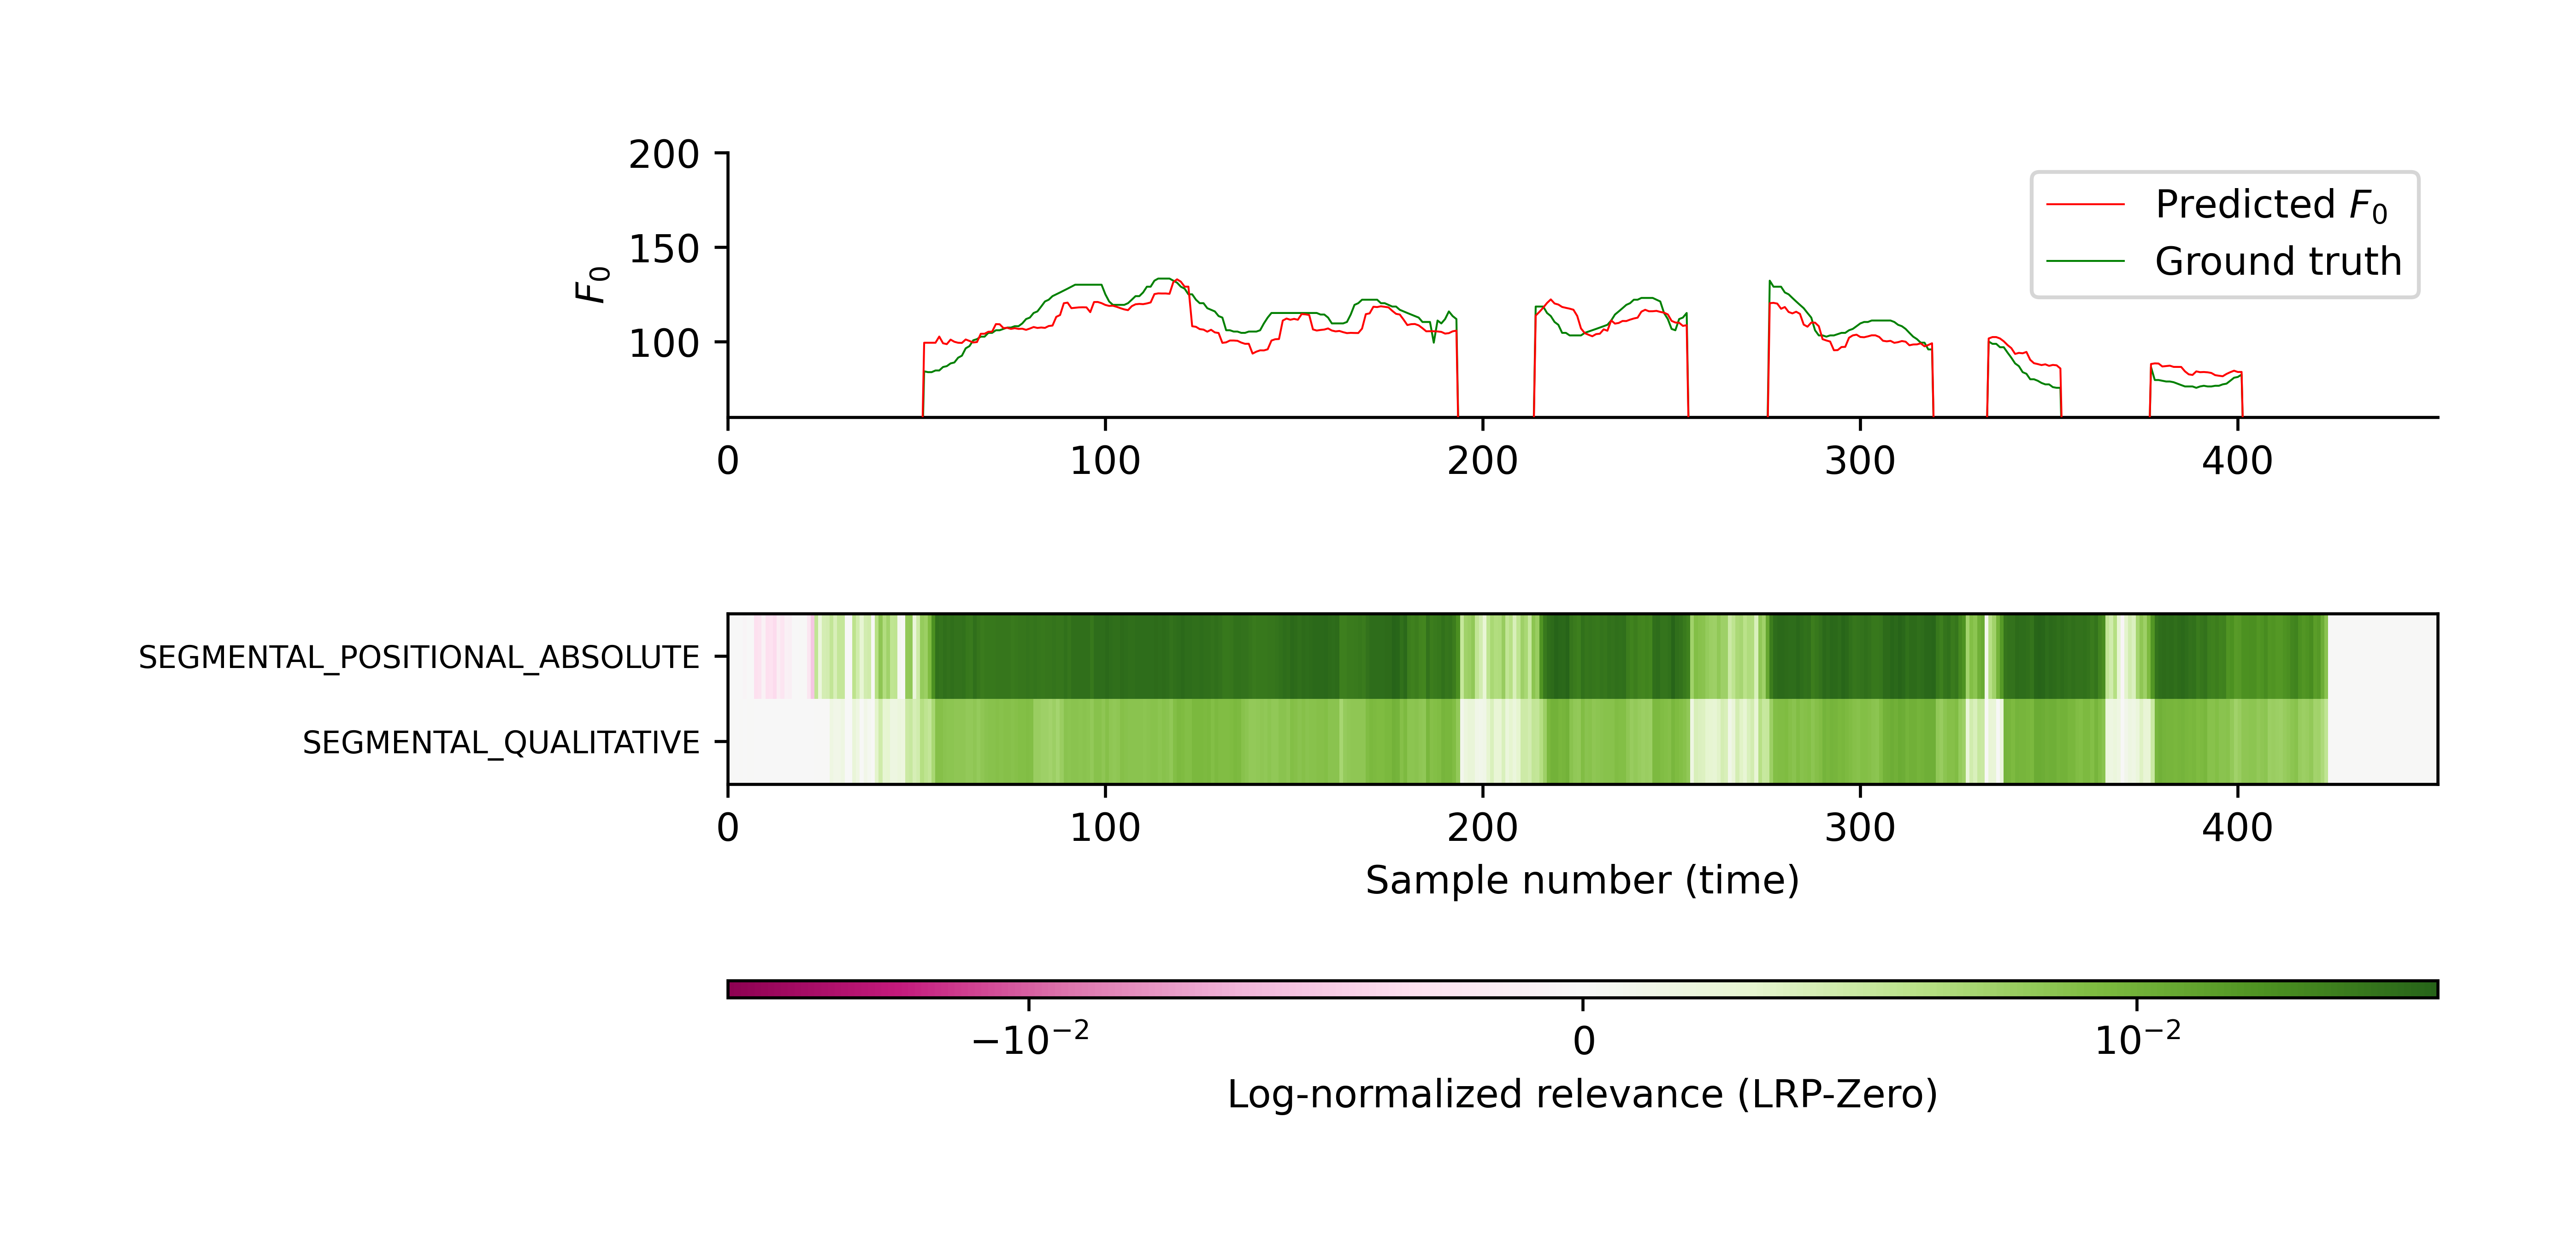 200
150
100
F0
Predicted F0
Ground truth
0 100 200 300 400
SEGMENTAL_POSITIONAL_ABSOLUTE
SEGMENTAL_QUALITATIVE
0 100 200 300 400
Sample number (time)
−10−2 0 10−2
Log-normalized relevance (LRP-Zero)